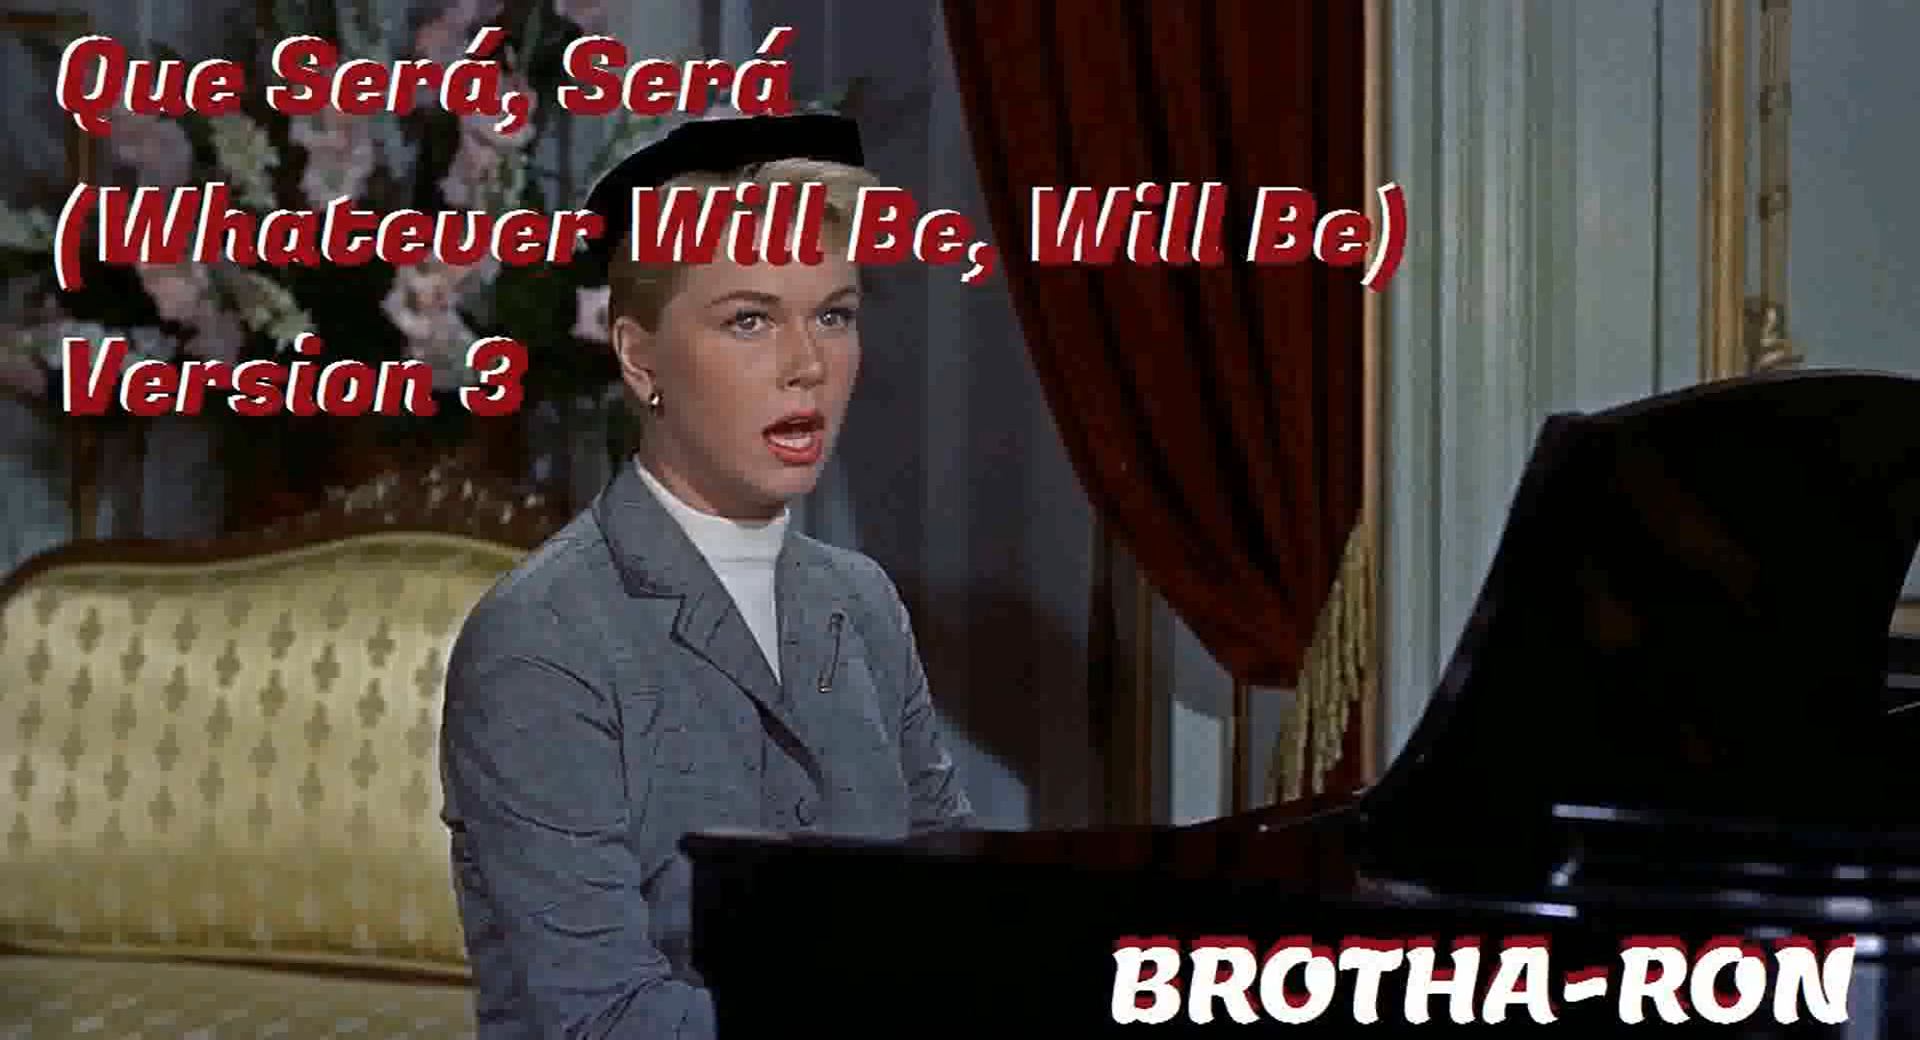 Que Será, Será
(Whatever Will Be, Will Be)
Version 3
BROTHA-RON